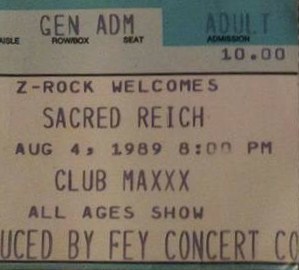 GEN ADM ADULT
AISLE ROW/BOX SEAT ADMISSION
10.00
Z-ROCK WELCOMES
SACRED REICH
AUG 4, 1989 8:00 PM
CLUB MAXXX
ALL AGES SHOW
UCED BY FEY CONCERT CO